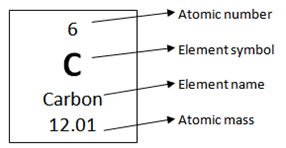 6
Atomic number
C
Element symbol
Carbon
Element name
12.01
Atomic mass